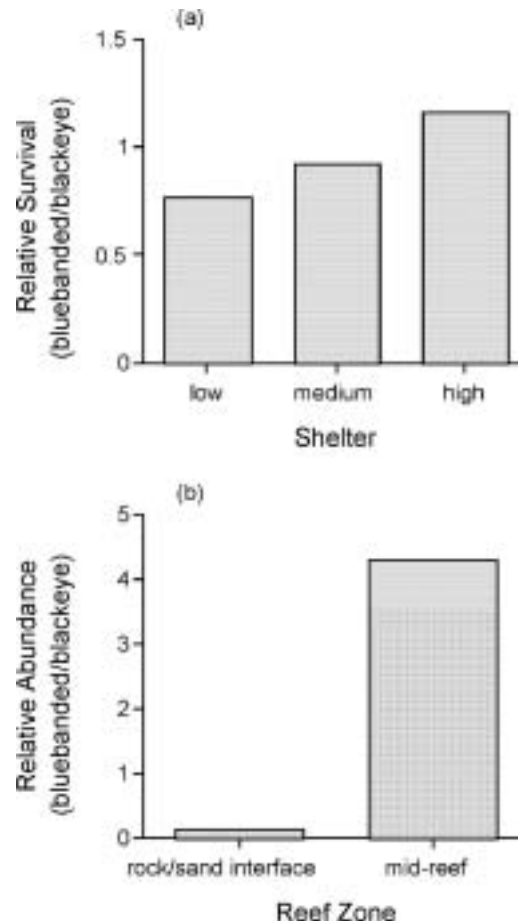 (a)
Relative Survival
(bluebanded/blackeye)
1.5
1
0.5
0
low medium high
Shelter
(b)
Relative Abundance
(bluebanded/blackeye)
5
4
3
2
1
0
rock/sand interface mid-reef
Reef Zone